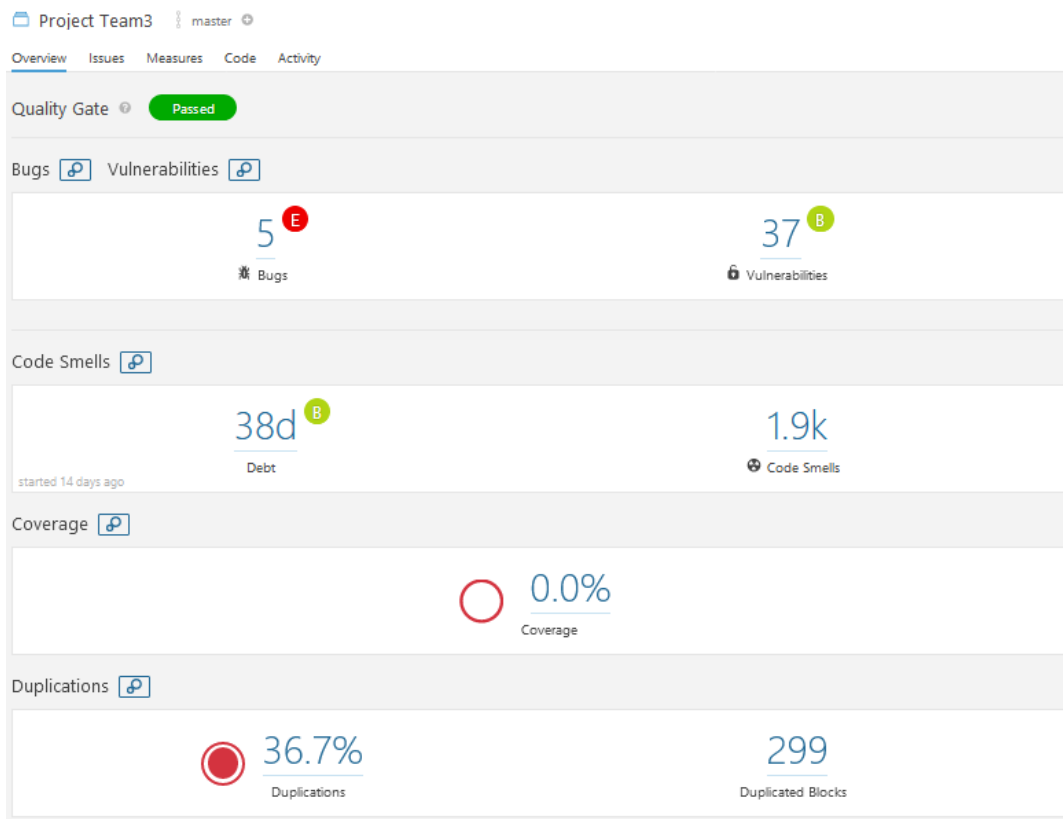 Project Team3 master
Overview Issues Measures Code Activity
Quality Gate ? Passed
Bugs Vulnerabilities
5 E 37 B
Bugs Vulnerabilities
Code Smells
38d B 1.9k
Debt Code Smells
started 14 days ago
Coverage
0.0%
Coverage
Duplications
36.7% 299
Duplications Duplicated Blocks